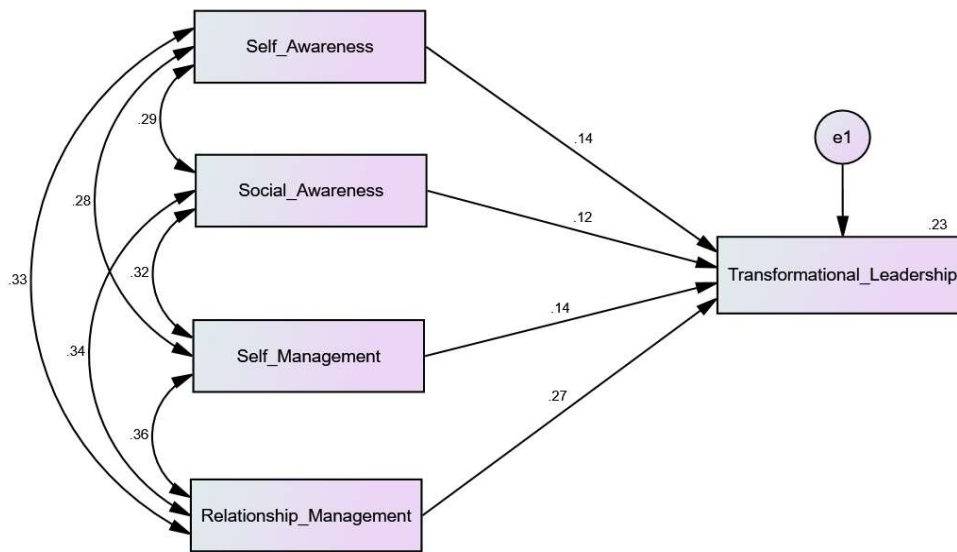 Self_Awareness
.29
.14
e1
Social_Awareness
.28
.12
.23
.32
Transformational_Leadership
.33
.14
Self_Management
.34
.27
.36
Relationship_Management